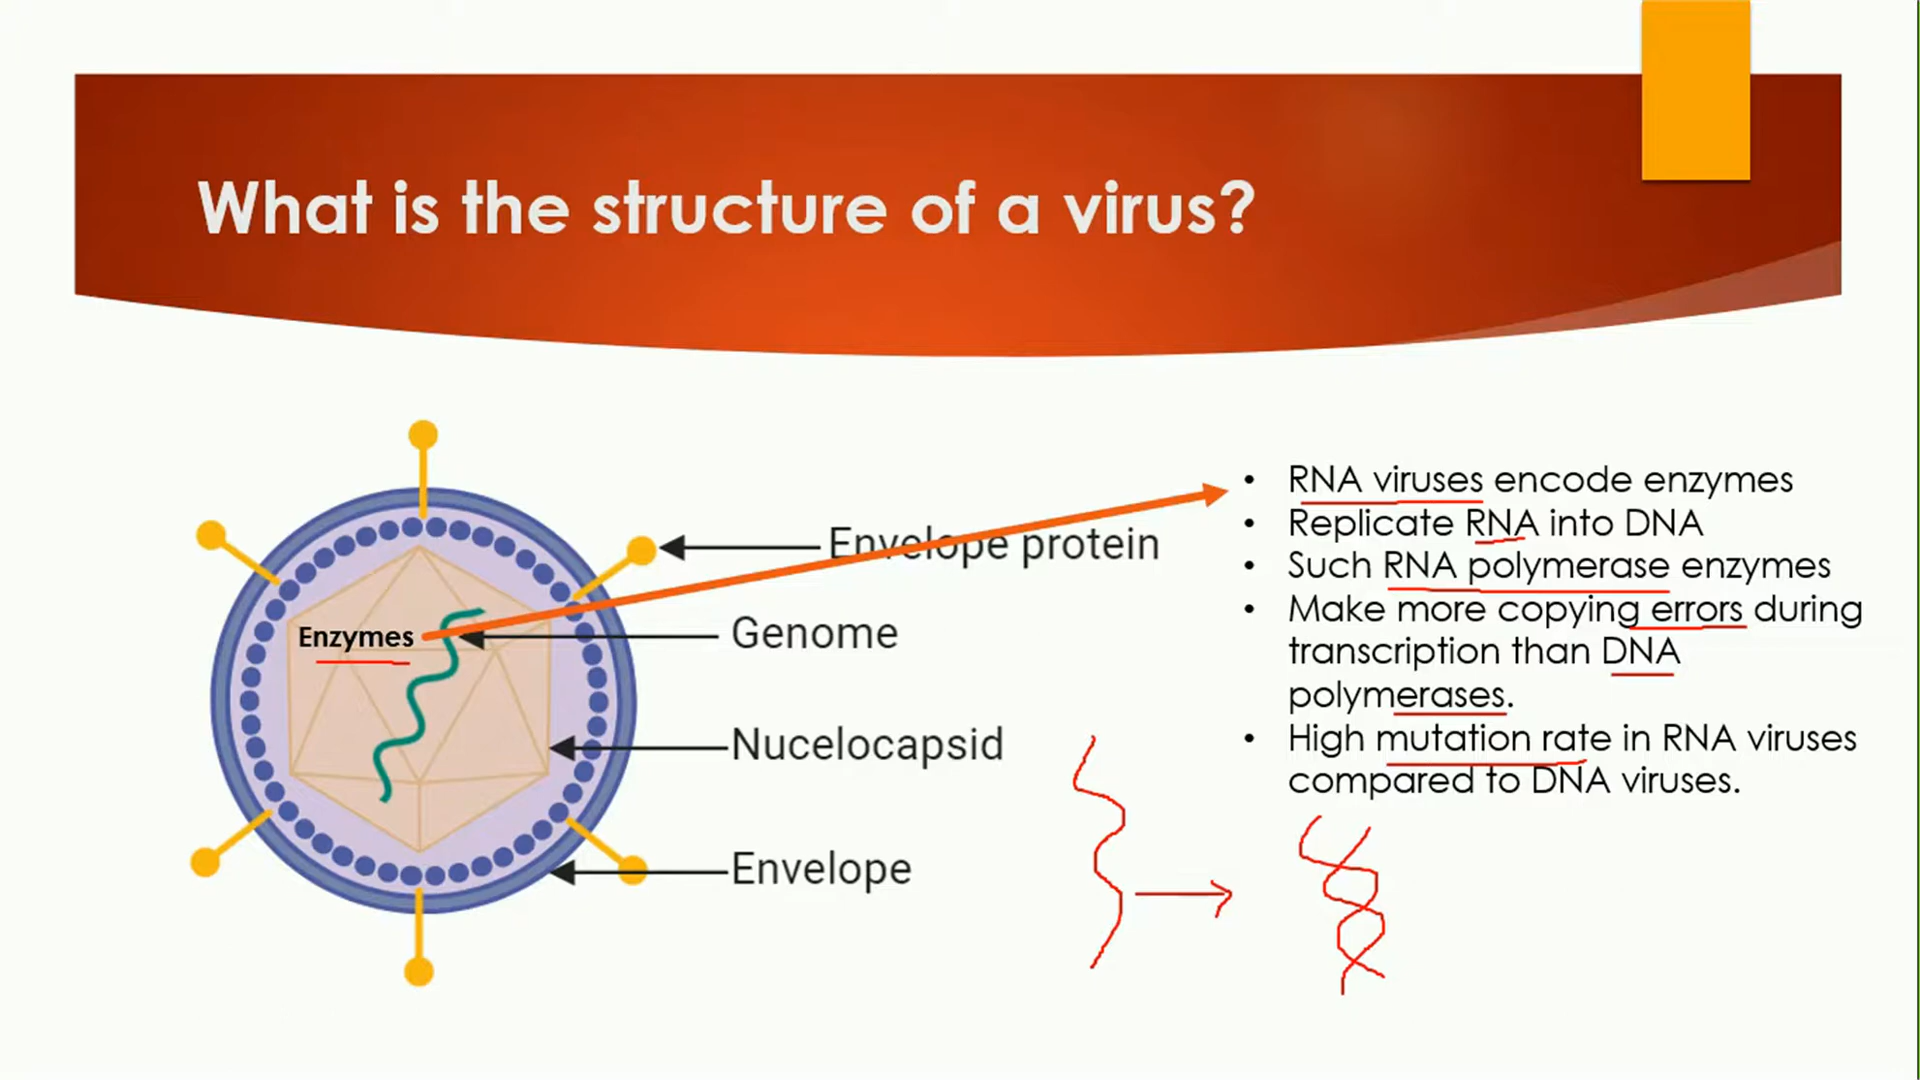 What is the structure of a virus?
Envelope protein
Enzymes
Genome
Nucelocapsid
Envelope
• RNA viruses encode enzymes
• Replicate RNA into DNA
• Such RNA polymerase enzymes
• Make more copying errors during
transcription than DNA
polymerases.
• High mutation rate in RNA viruses
compared to DNA viruses.